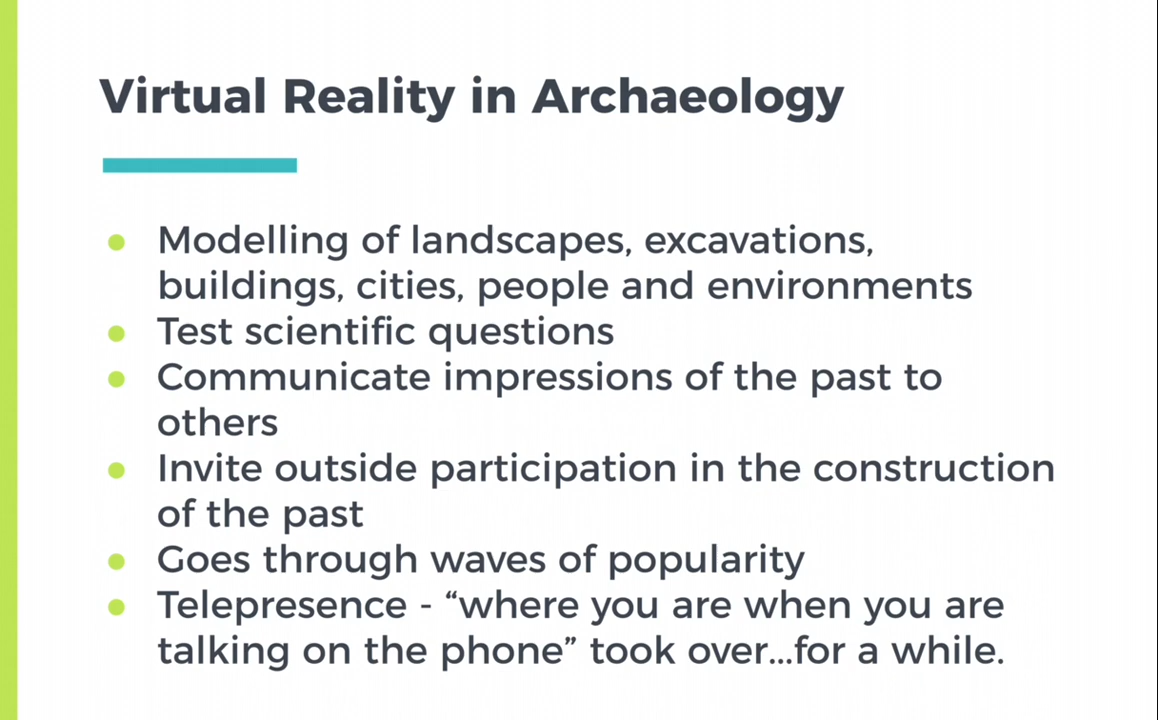 Virtual Reality in Archaeology
● Modelling of landscapes, excavations,
buildings, cities, people and environments
● Test scientific questions
● Communicate impressions of the past to
others
● Invite outside participation in the construction
of the past
● Goes through waves of popularity
● Telepresence - “where you are when you are
talking on the phone” took over...for a while.